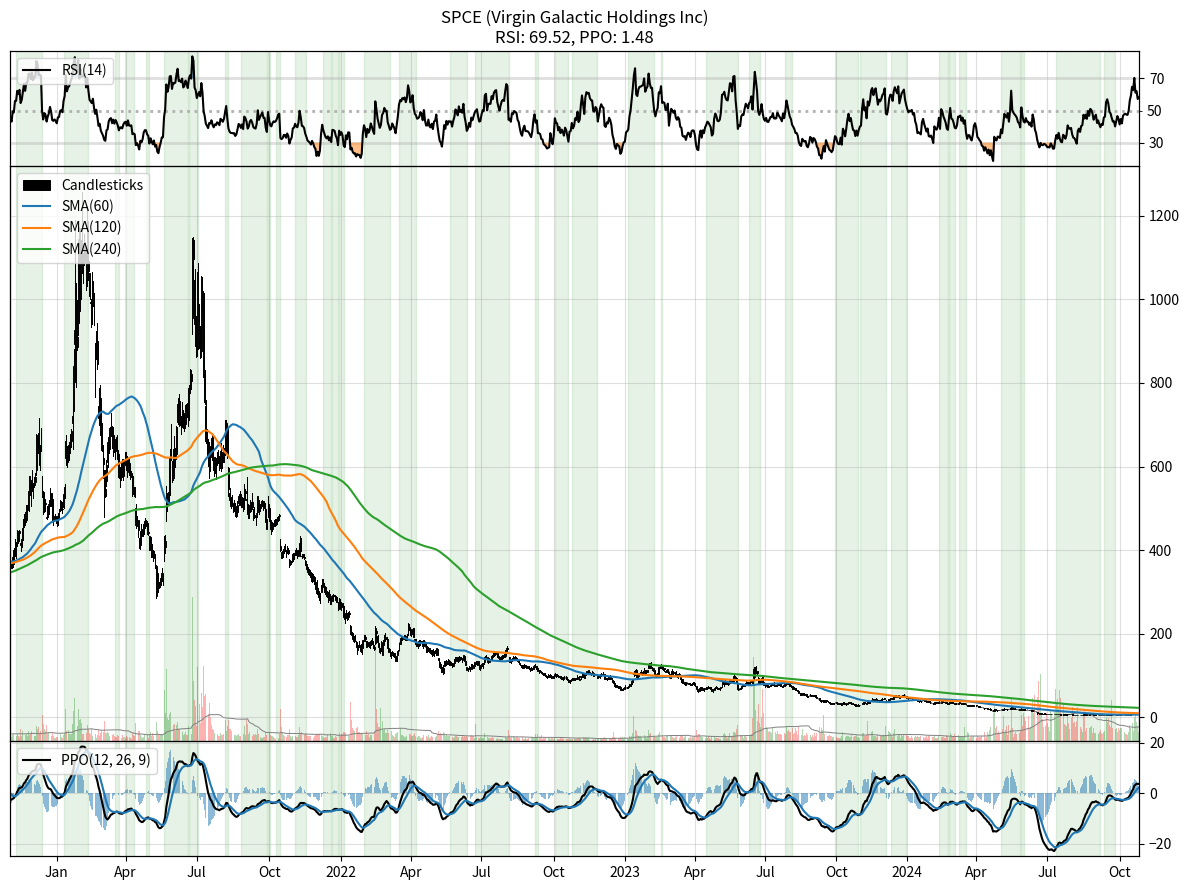 SPCE (Virgin Galactic Holdings Inc)
RSI: 69.52, PPO: 1.48
RSI(14)
70
50
30
Candlesticks
SMA(60)
SMA(120)
SMA(240)
1200
1000
800
600
400
200
0
PPO(12, 26, 9)
20
0
−20
Jan Apr Jul Oct 2022 Apr Jul Oct 2023 Apr Jul Oct 2024 Apr Jul Oct